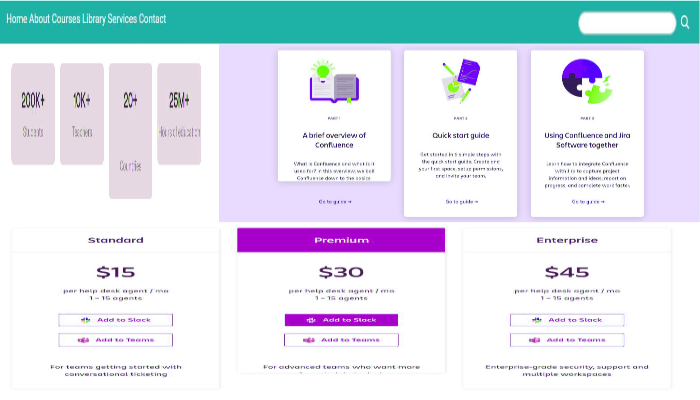 Home About Courses Library Services Contact
200K+
Students
10K+
Teachers
20+
Counties
25M+
Hours of education
PART 1
A brief overview of
Confluence
What is Confluence and what is it
used for? In this overview, we boil
Confluence down to the basics
Go to guide →
PART 2
Quick start guide
Get started in 5 simple steps with
the quick start guide. Create and
your first space, setup permissions,
and invite your team.
Go to guide →
Using Confluence and Jira
Software together
Learn how to integrate Confluence
with Jira to capture project
information and ideas, report on
progress, and complete work faster.
Go to guide →
Standard
$15
per help desk agent / mo
1 – 15 agents
Add to Slack
Add to Teams
For teams getting started with
conversational ticketing
Premium
$30
per help desk agent / mo
1 – 15 agents
Add to Slack
Add to Teams
For advanced teams who want more
Enterprise
$45
per help desk agent / mo
1 – 15 agents
Add to Slack
Add to Teams
Enterprise-grade security, support and
multiple workspaces